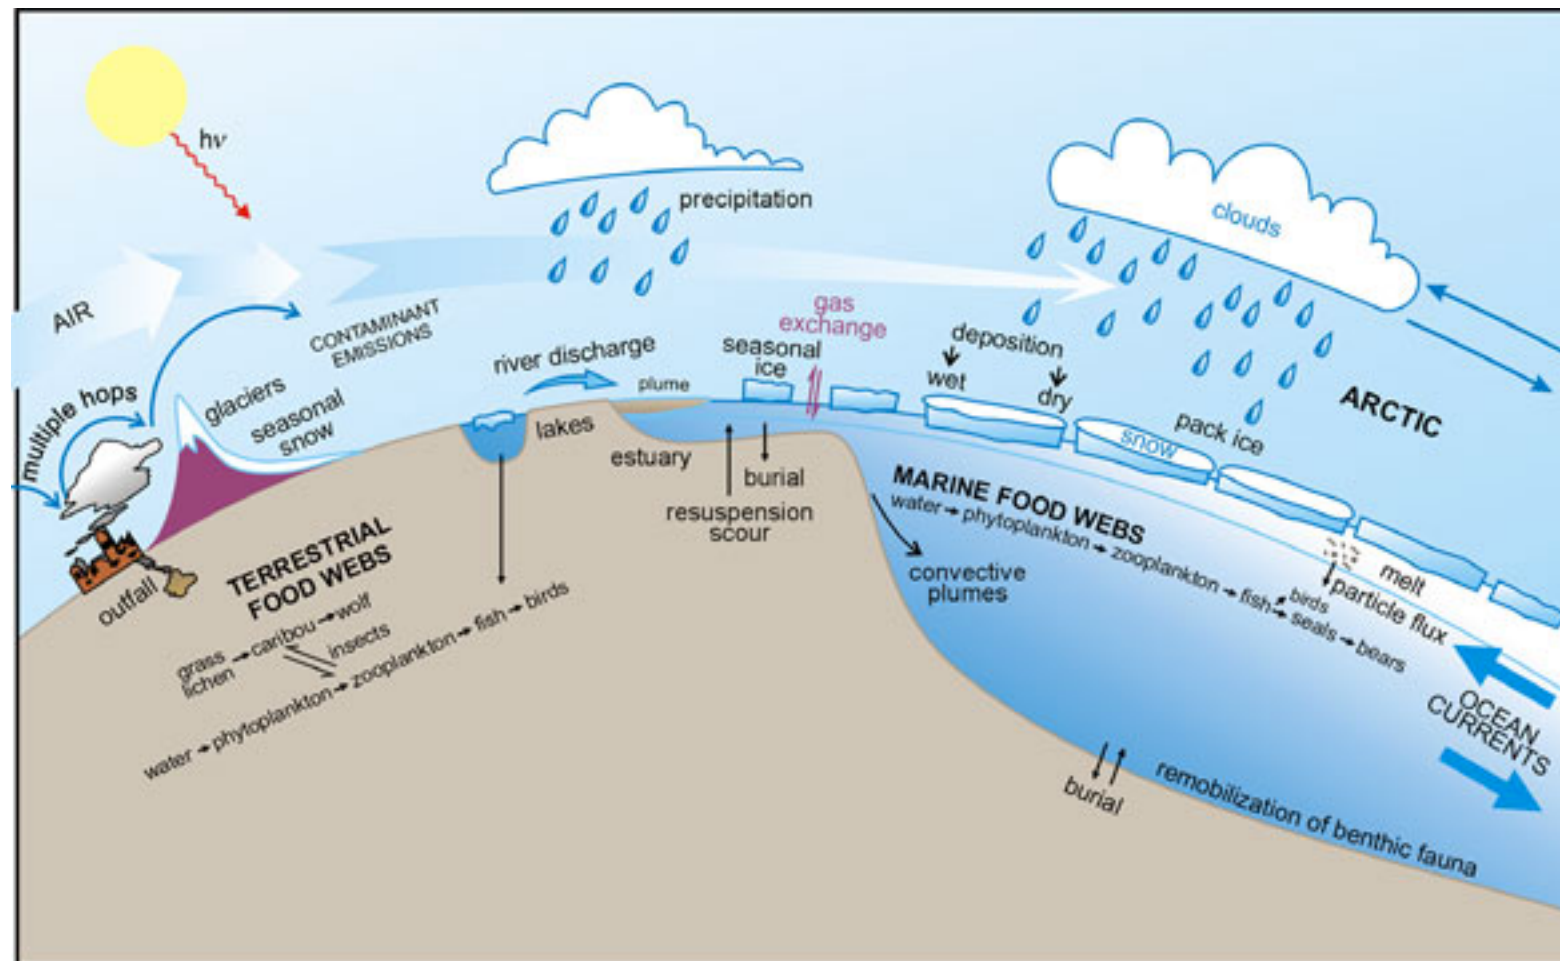 hν
precipitation
clouds
AIR
CONTAMINANT
EMISSIONS
gas
exchange
multiple hops
glaciers
seasonal
snow
river discharge
plume
seasonal
ice
deposition
wet
dry
ARCTIC
lakes
estuary
burial
resuspension
scour
snow
pack ice
MARINE FOOD WEBS
water → phytoplankton → zooplankton → fish → seals → bears
birds
melt
particle flux
convective
plumes
outfall
TERRESTRIAL
FOOD WEBS
grass
lichen → caribou → wolf
insects
water → phytoplankton → zooplankton → fish → birds
OCEAN
CURRENTS
burial
remobilization of benthic fauna